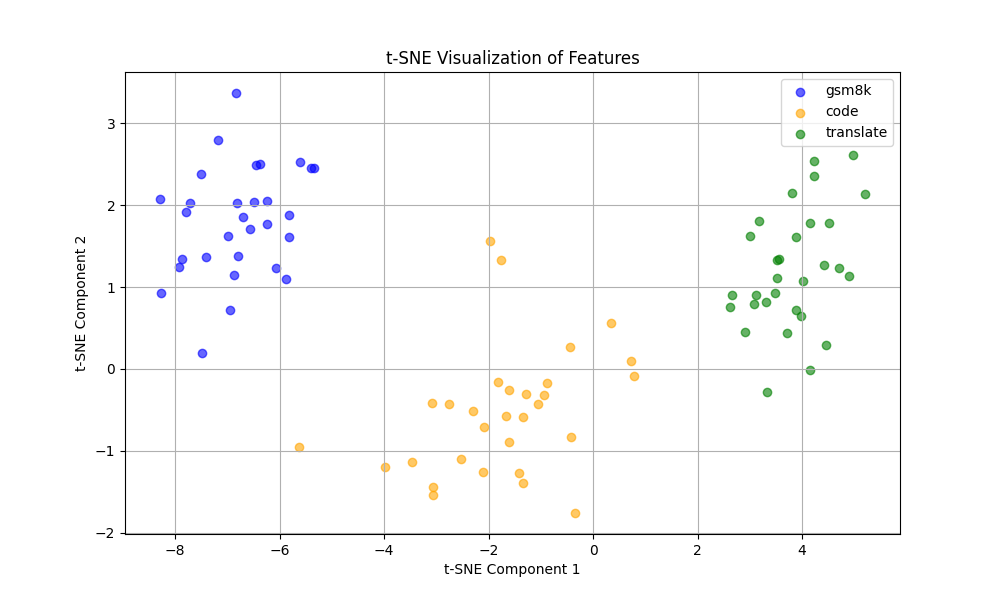 t-SNE Visualization of Features
gsm8k
code
translate
3
2
1
0
−1
−2
t-SNE Component 2
−8
−6
−4
−2
0
2
4
t-SNE Component 1